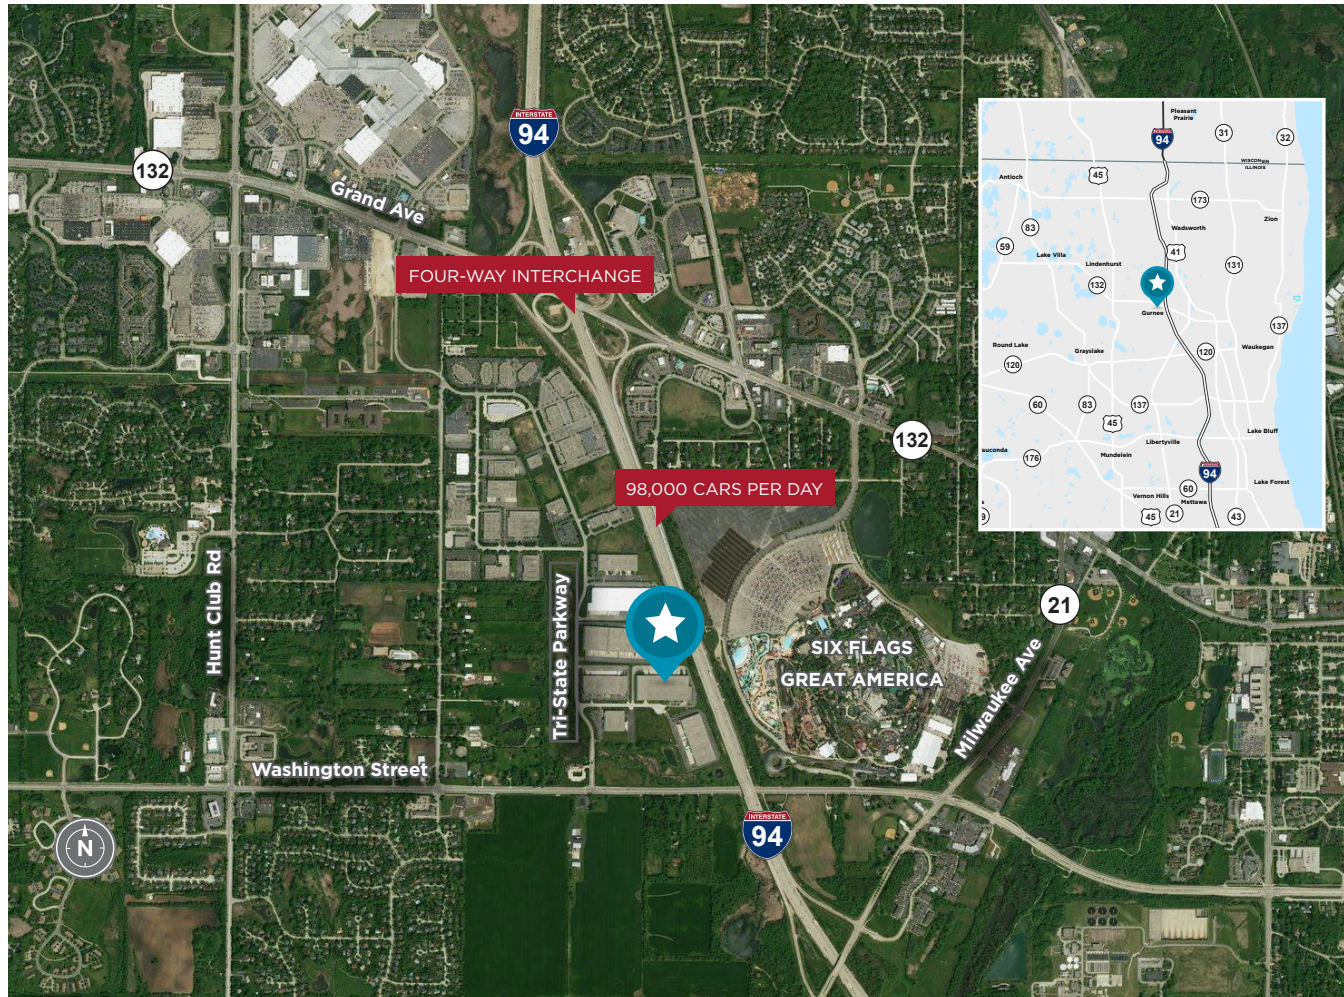 INTERSTATE
94
132
Grand Ave
FOUR-WAY INTERCHANGE
132
98,000 CARS PER DAY
Hunt Club Rd
Tri-State Parkway
SIX FLAGS
GREAT AMERICA
21
Milwaukee Ave
Washington Street
INTERSTATE
94
N
Pleasant
Prairie
94
31
32
WISCONSIN
ILLINOIS
Antioch
45
173
Zion
83
Wadsworth
59
Lake Villa
41
Lindenhurst
131
132
Gurnee
137
Round Lake
Grayslake
120
Waukegan
120
60
83
137
45
Lake Bluff
Libertyville
auconda
176
Mundelein
94
Lake Forest
60
Vernon Hills
Mettawa
s
9
45
21
43